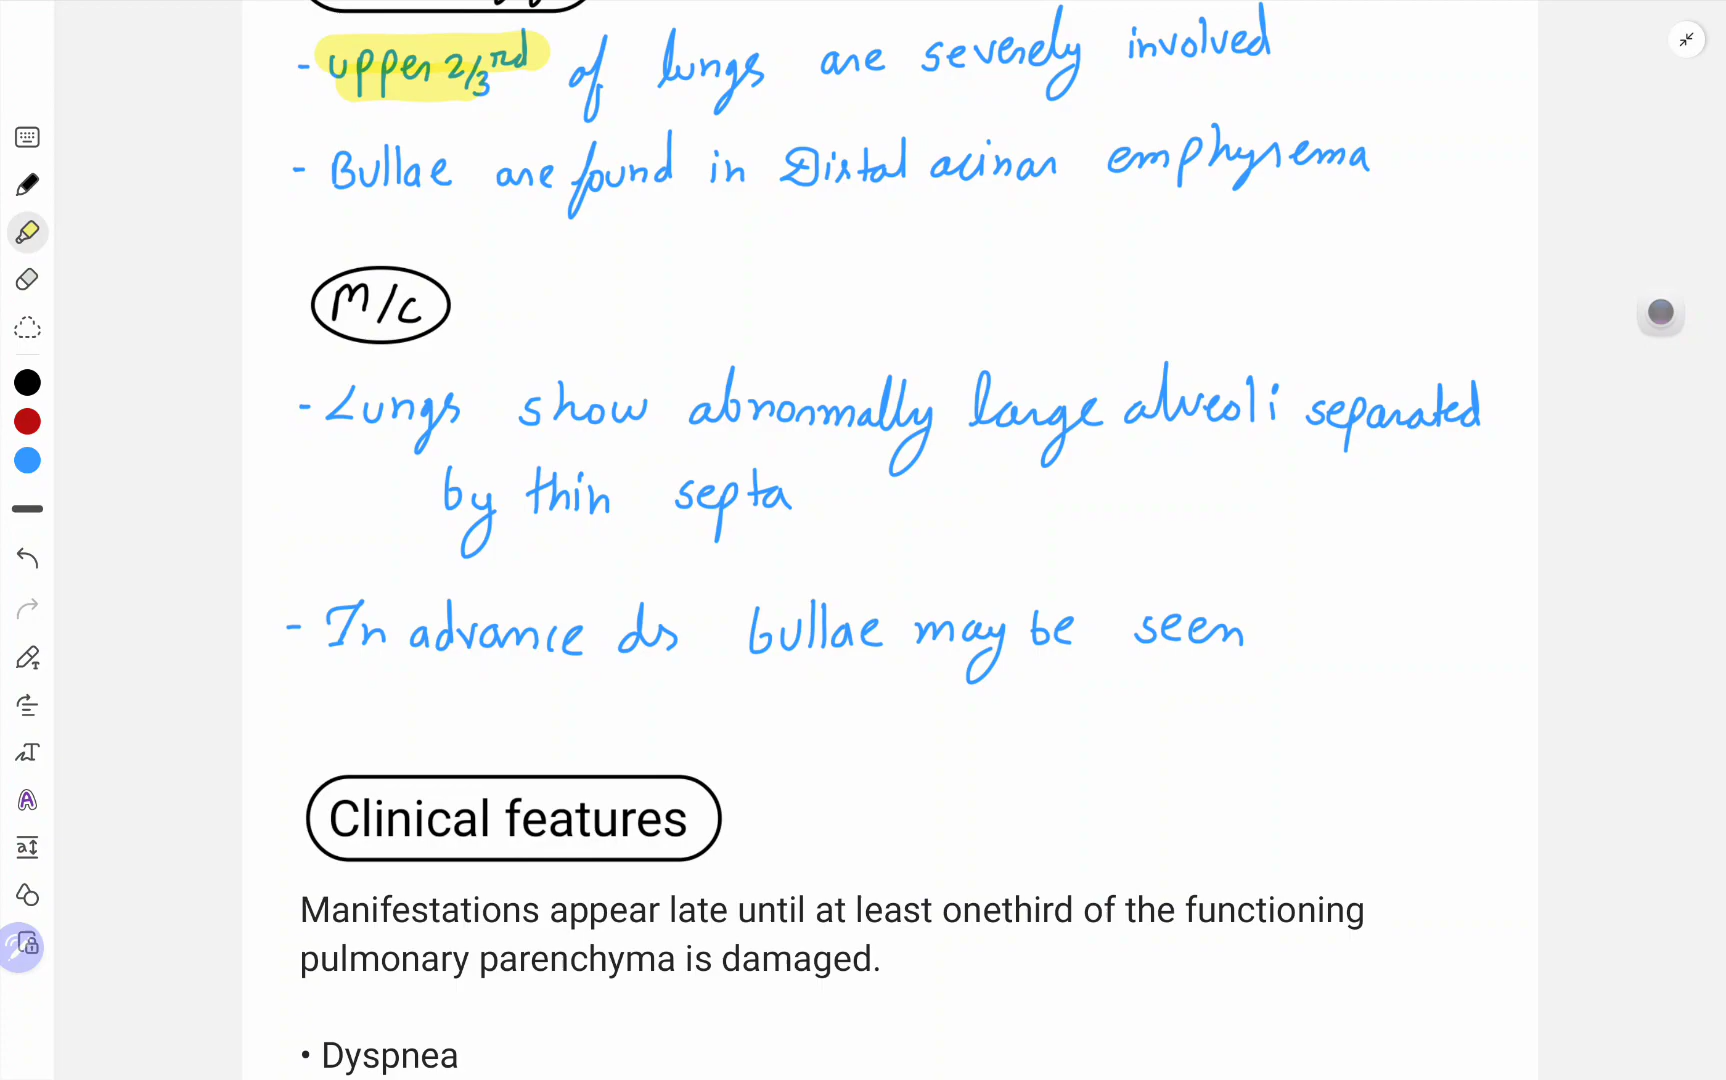 - upper 2/3rd of lungs are severely involved
- Bullae are found in Distal acinar emphysema
M/C
- Lungs show abnormally large alveoli separated
by thin septa
- In advance ds bullae may be seen
Clinical features
Manifestations appear late until at least onethird of the functioning
pulmonary parenchyma is damaged.
• Dyspnea